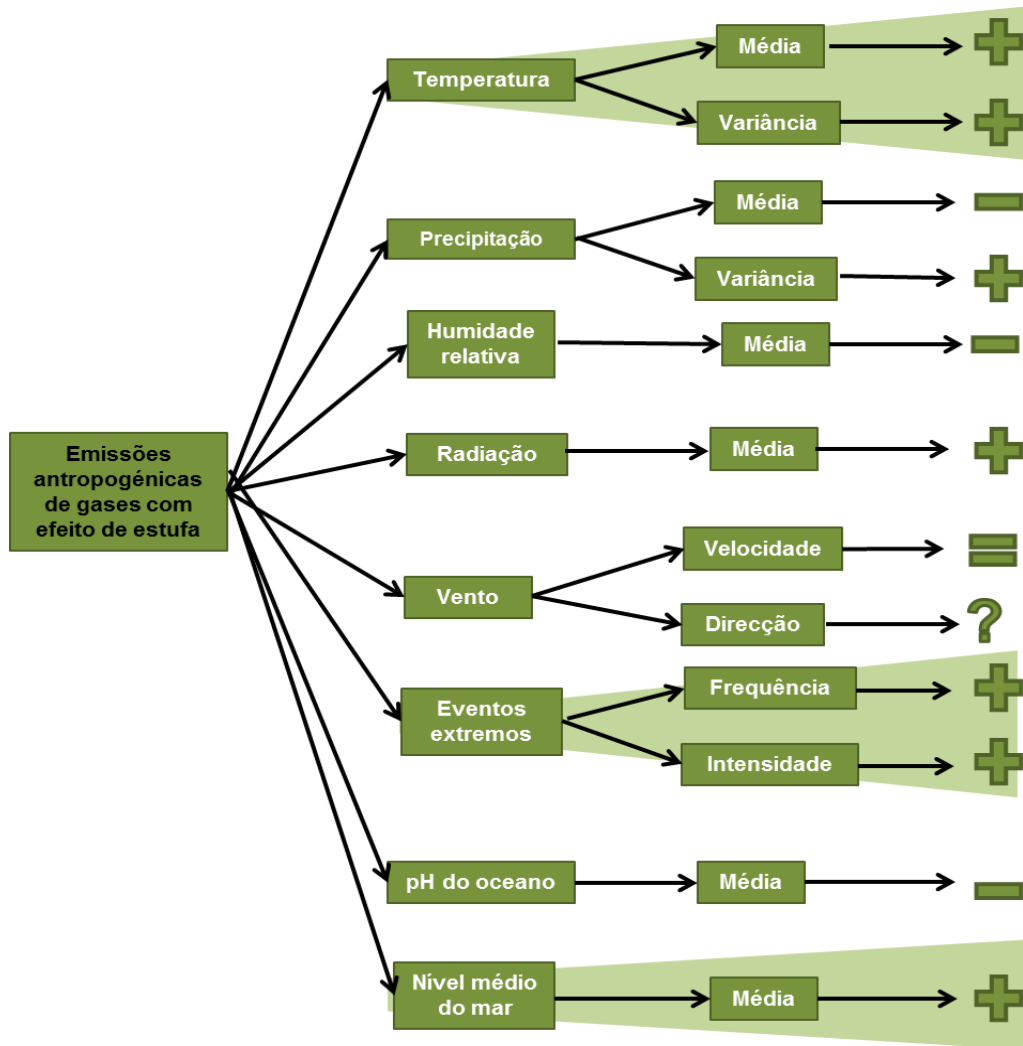 Temperatura
Média
+
Variância
+
Precipitação
Média
−
Variância
+
Humidade
relativa
Média
−
Emissões
antropogénicas
de gases com
efeito de estufa
Radiação
Média
+
Vento
Velocidade
=
Direcção
?
Eventos
extremos
Frequência
+
Intensidade
+
pH do oceano
Média
−
Nível médio
do mar
Média
+